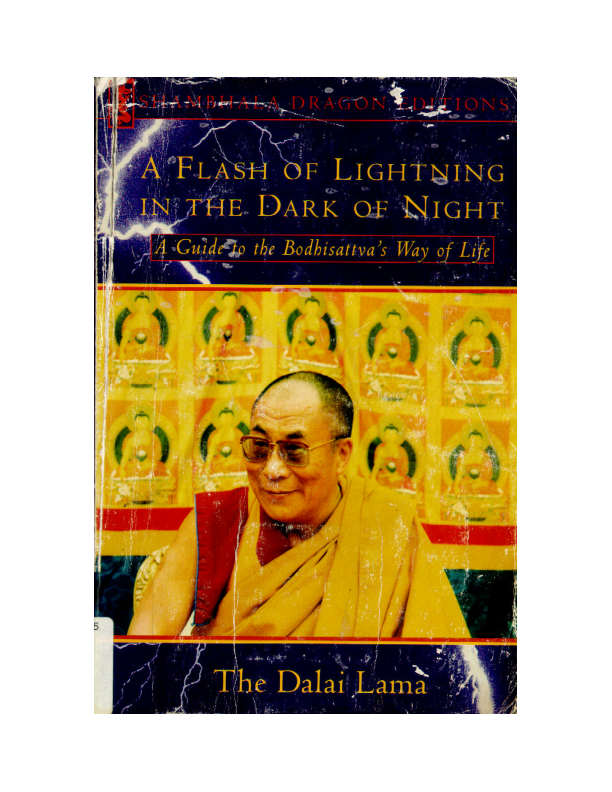 SHAMBHALA DRAGON EDITIONS
A FLASH OF LIGHTNING
IN THE DARK OF NIGHT
A Guide to the Bodhisattva's Way of Life
5
The Dalai Lama